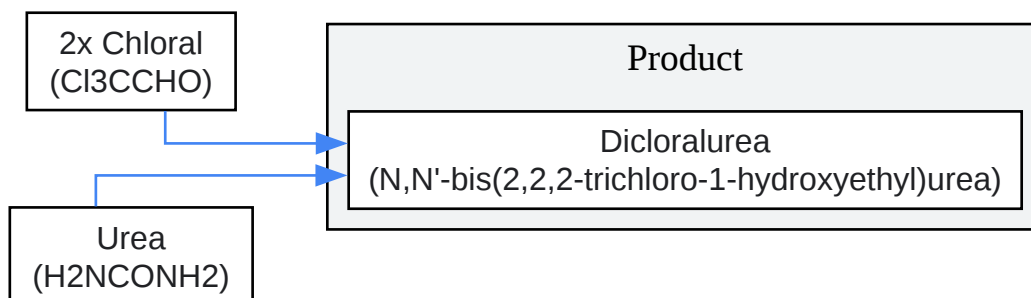 2x Chloral
(Cl3CCHO)
Product
Dicloralurea
(N,N'-bis(2,2,2-trichloro-1-hydroxyethyl)urea)
Urea
(H2NCONH2)